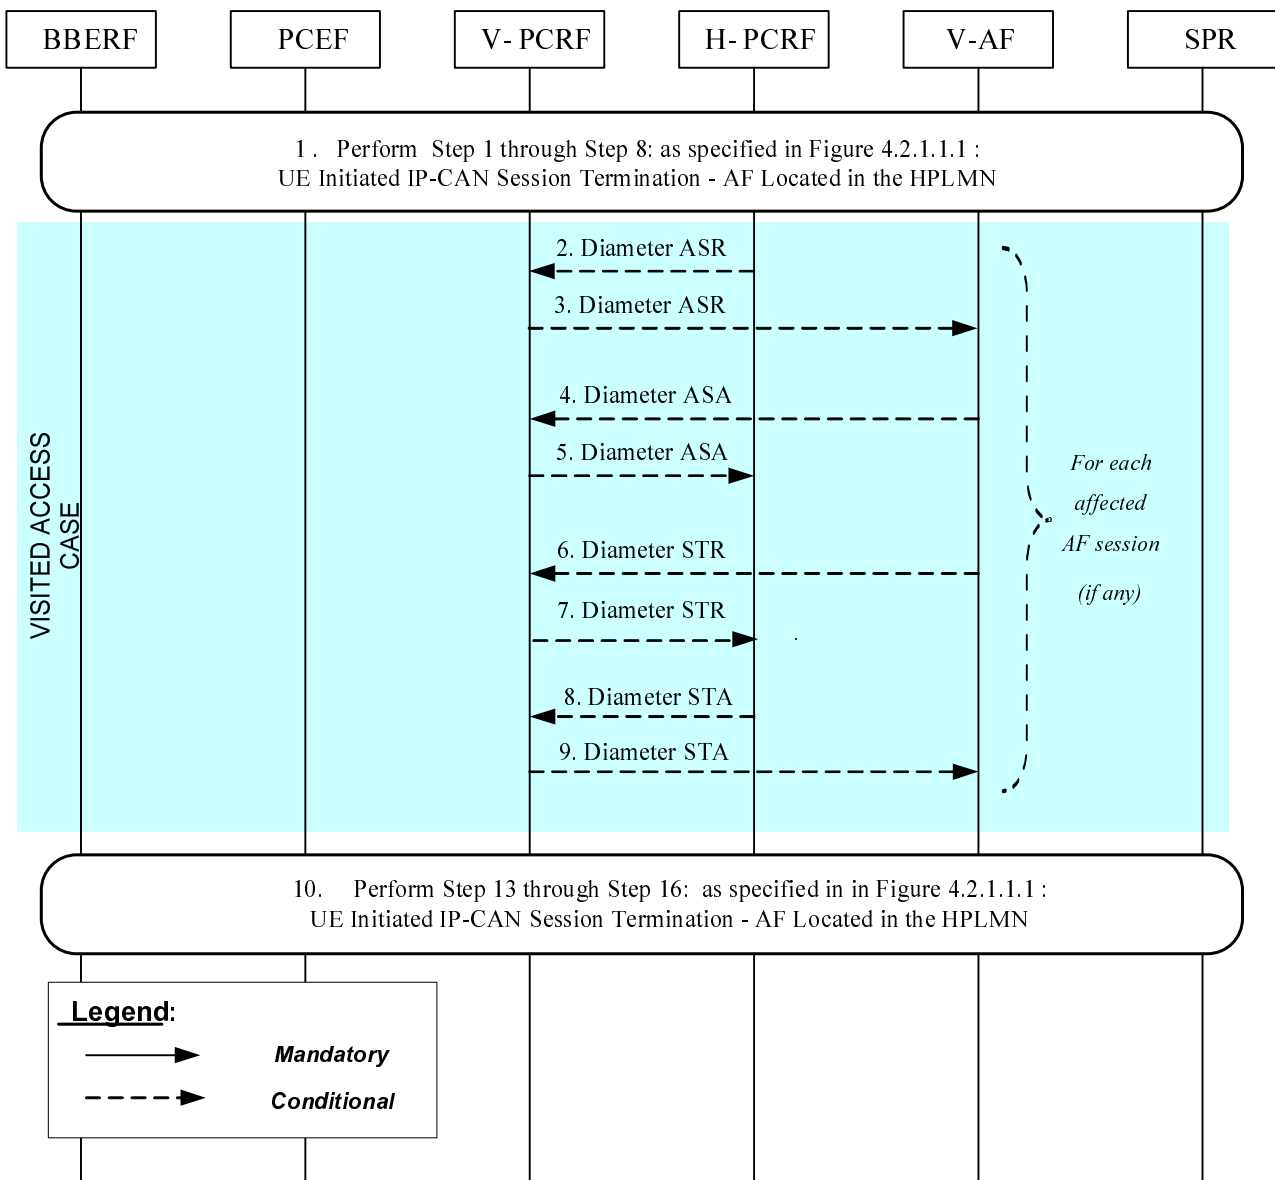 BBERF
PCEF
V- PCRF
H- PCRF
V-AF
SPR
1 . Perform Step 1 through Step 8: as specified in Figure 4.2.1.1.1 :
UE Initiated IP-CAN Session Termination - AF Located in the HPLMN
2. Diameter ASR
3. Diameter ASR
4. Diameter ASA
5. Diameter ASA
6. Diameter STR
7. Diameter STR
8. Diameter STA
9. Diameter STA
For each
affected
AF session
(if any)
VISITED ACCESS
CASE
10. Perform Step 13 through Step 16: as specified in in Figure 4.2.1.1.1 :
UE Initiated IP-CAN Session Termination - AF Located in the HPLMN
Legend:
Mandatory
Conditional